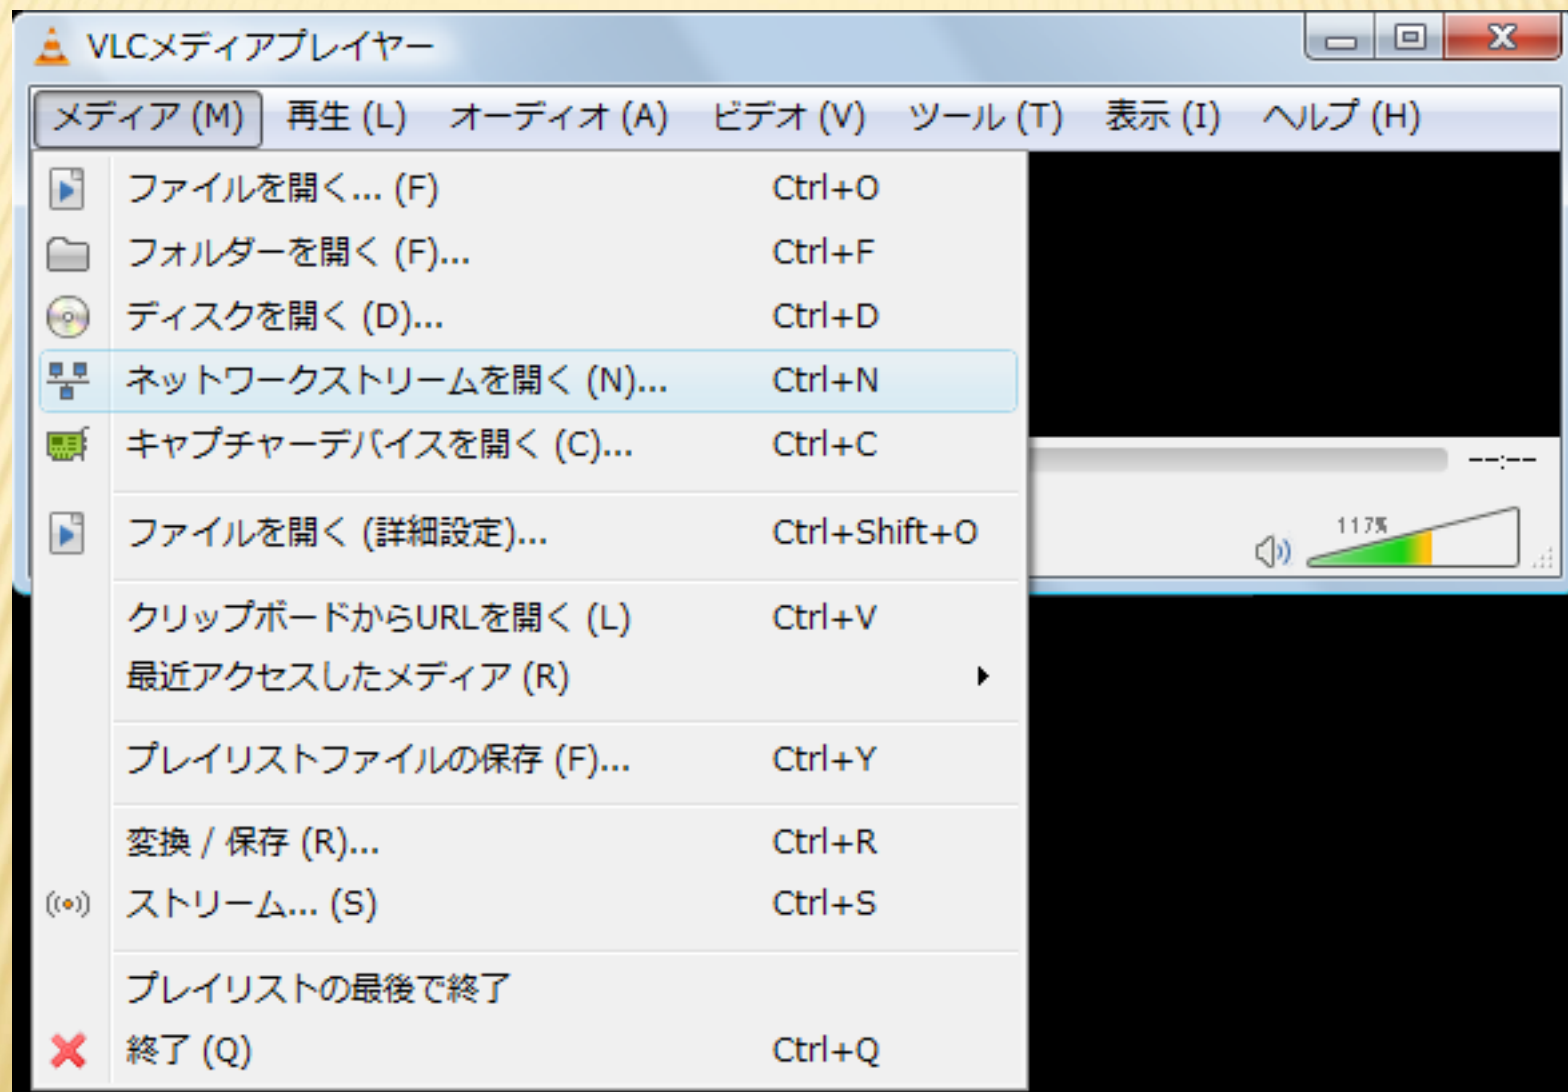 VLCメディアプレイヤー
メディア (M) 再生 (L) オーディオ (A) ビデオ (V) ツール (T) 表示 (I) ヘルプ (H)
ファイルを開く... (F) Ctrl+O
フォルダーを開く (F)... Ctrl+F
ディスクを開く (D)... Ctrl+D
ネットワークストリームを開く (N)... Ctrl+N
キャプチャーデバイスを開く (C)... Ctrl+C
--:--
ファイルを開く (詳細設定)... Ctrl+Shift+O
117%
クリップボードからURLを開く (L) Ctrl+V
最近アクセスしたメディア (R)
プレイリストファイルの保存 (F)... Ctrl+Y
変換 / 保存 (R)... Ctrl+R
ストリーム... (S) Ctrl+S
プレイリストの最後で終了
終了 (Q) Ctrl+Q